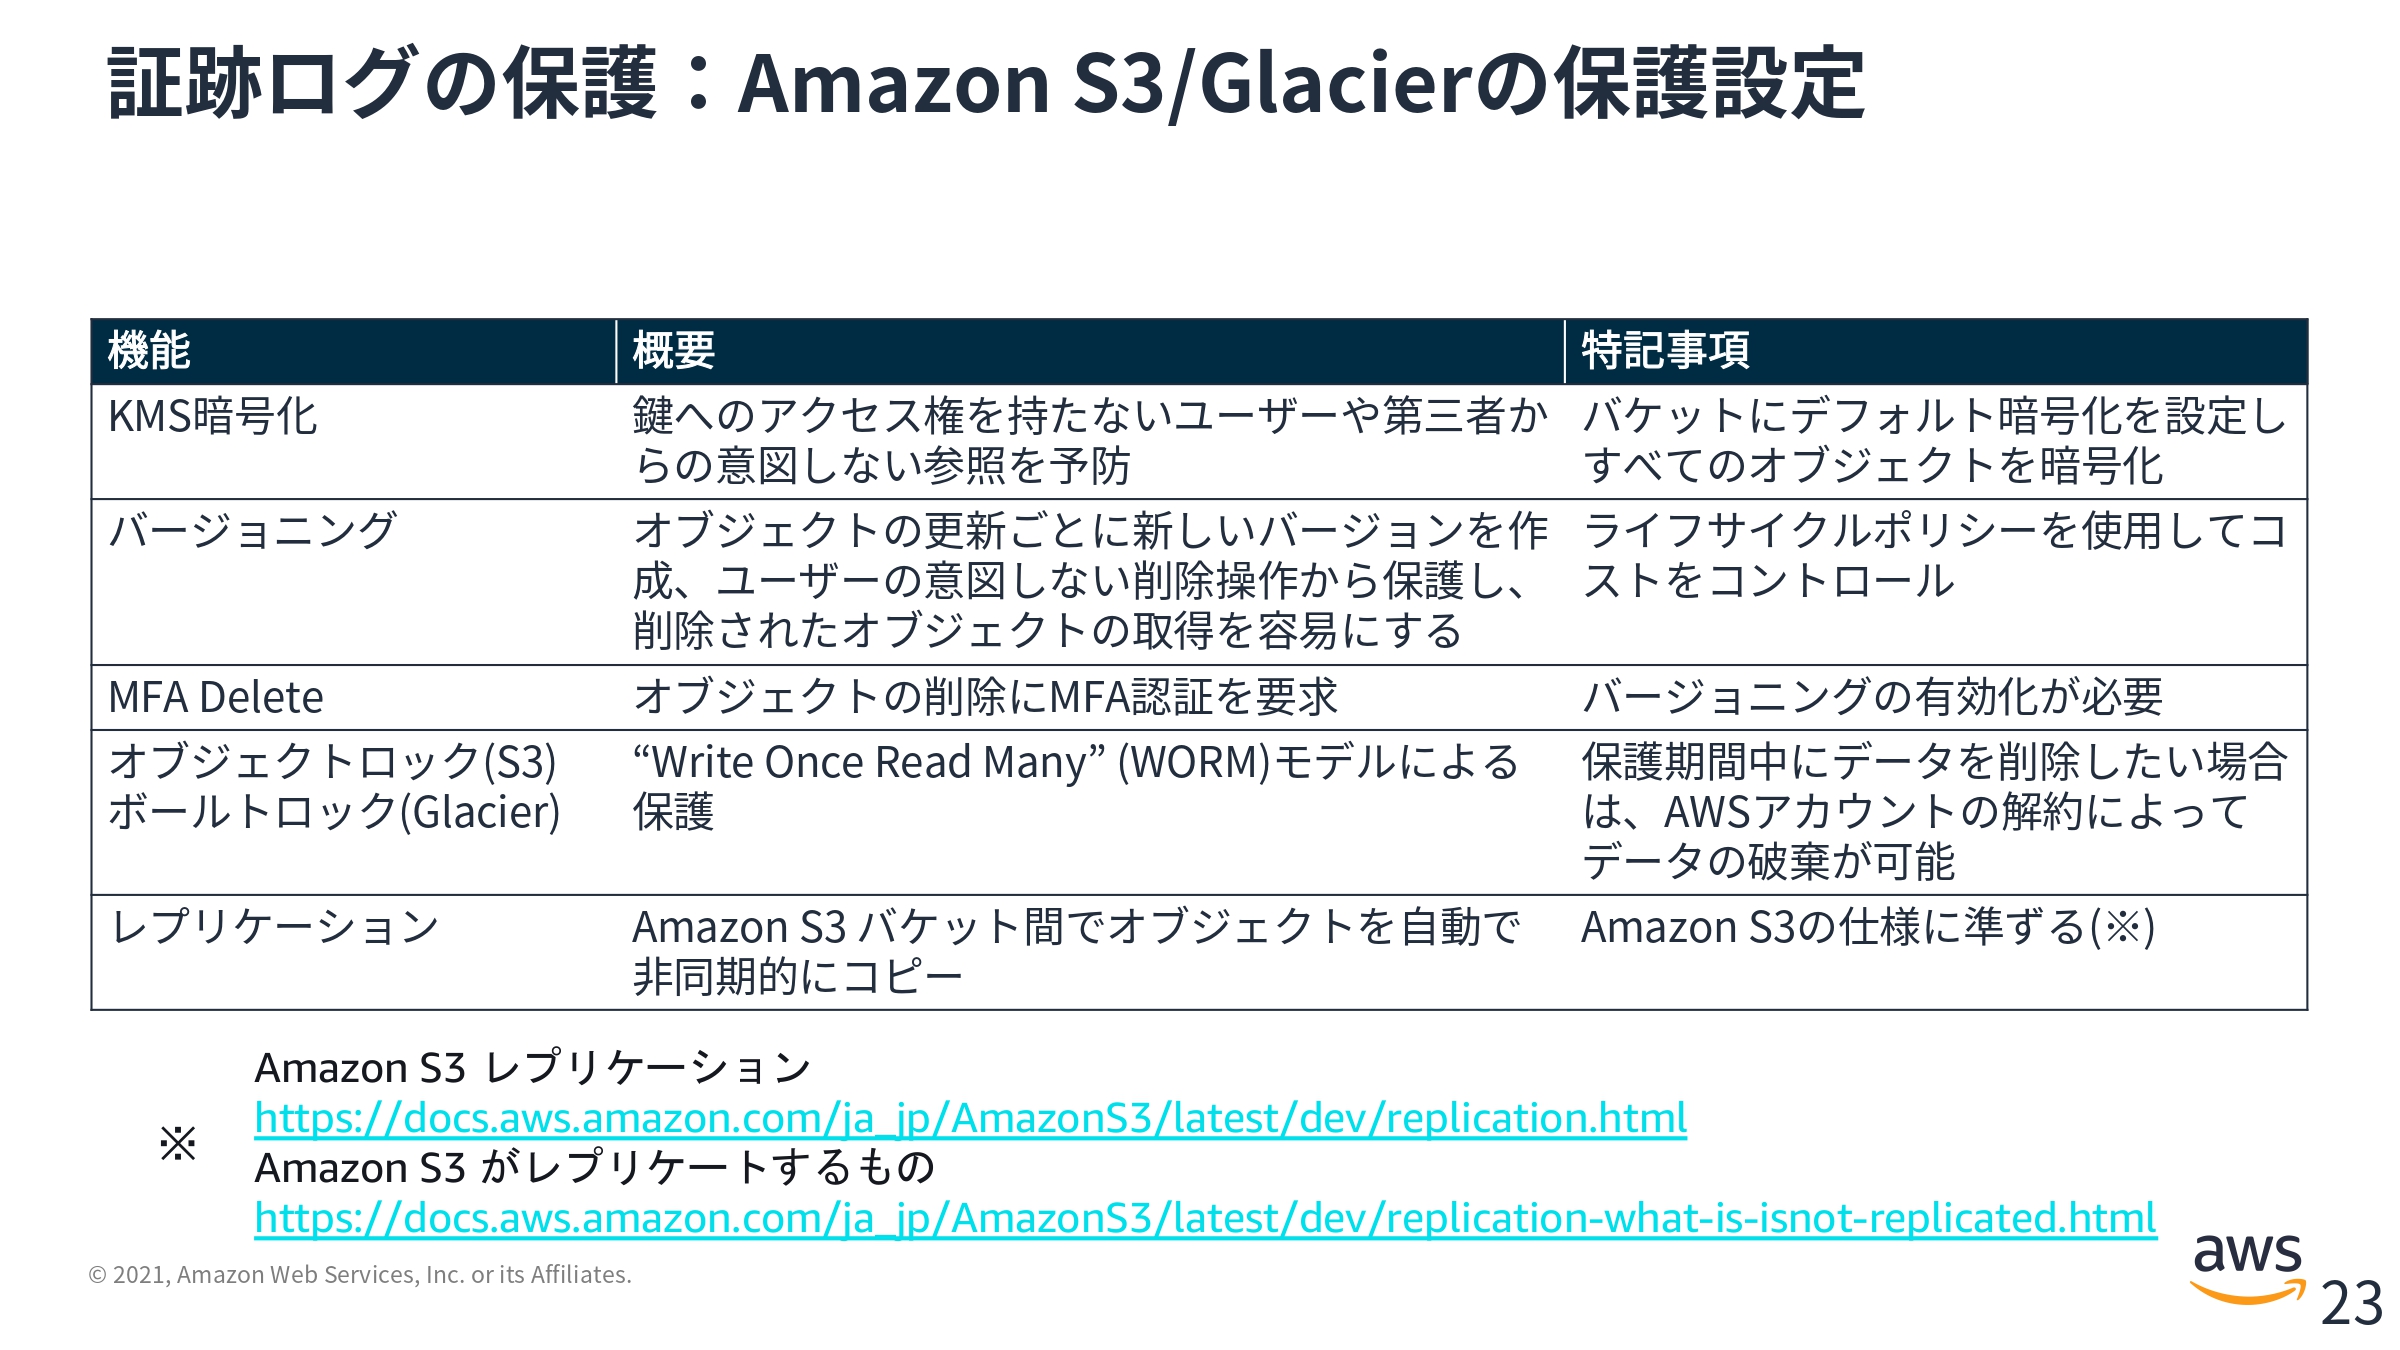 証跡ログの保護：Amazon S3/Glacierの保護設定
機能 概要 特記事項
KMS暗号化
鍵へのアクセス権を持たないユーザーや第三者か
らの意図しない参照を予防
バケットにデフォルト暗号化を設定し
すべてのオブジェクトを暗号化
バージョニング
オブジェクトの更新ごとに新しいバージョンを作
成、ユーザーの意図しない削除操作から保護し、
削除されたオブジェクトの取得を容易にする
ライフサイクルポリシーを使用してコ
ストをコントロール
MFA Delete
オブジェクトの削除にMFA認証を要求
バージョニングの有効化が必要
オブジェクトロック(S3)
ボールトロック(Glacier)
“Write Once Read Many” (WORM)モデルによる
保護
保護期間中にデータを削除したい場合
は、AWSアカウントの解約によって
データの破棄が可能
レプリケーション
Amazon S3 バケット間でオブジェクトを自動で
非同期的にコピー
Amazon S3の仕様に準ずる(※)
※
Amazon S3 レプリケーション
https://docs.aws.amazon.com/ja_jp/AmazonS3/latest/dev/replication.html
Amazon S3 がレプリケートするもの
https://docs.aws.amazon.com/ja_jp/AmazonS3/latest/dev/replication-what-is-isnot-replicated.html
© 2021, Amazon Web Services, Inc. or its Affiliates.
aws
23